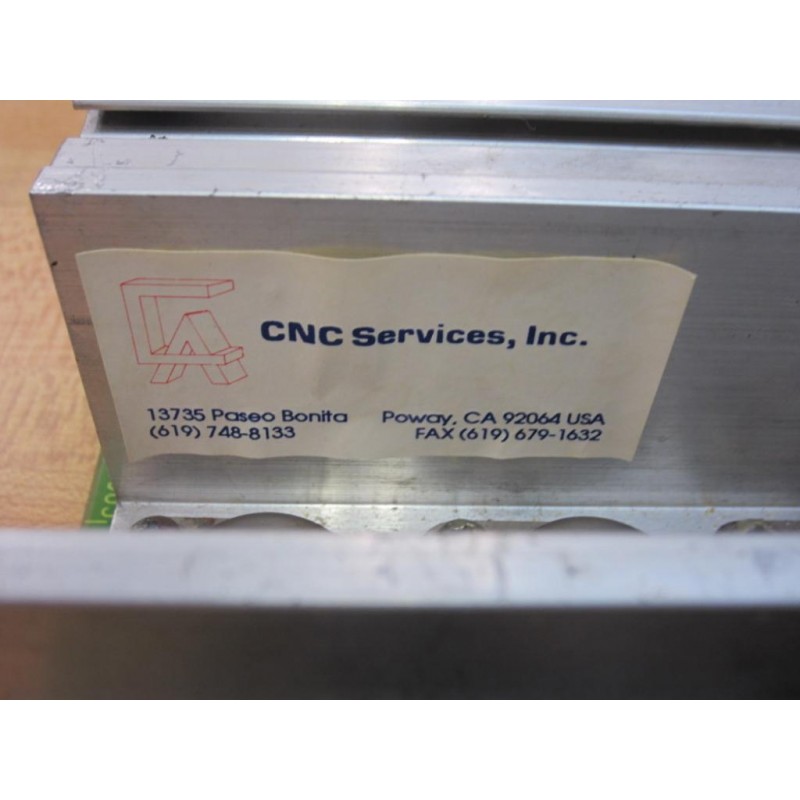 CNC Services, Inc.
13735 Paseo Bonita Poway, CA 92064 USA
(619) 748-8133 FAX (619) 679-1632